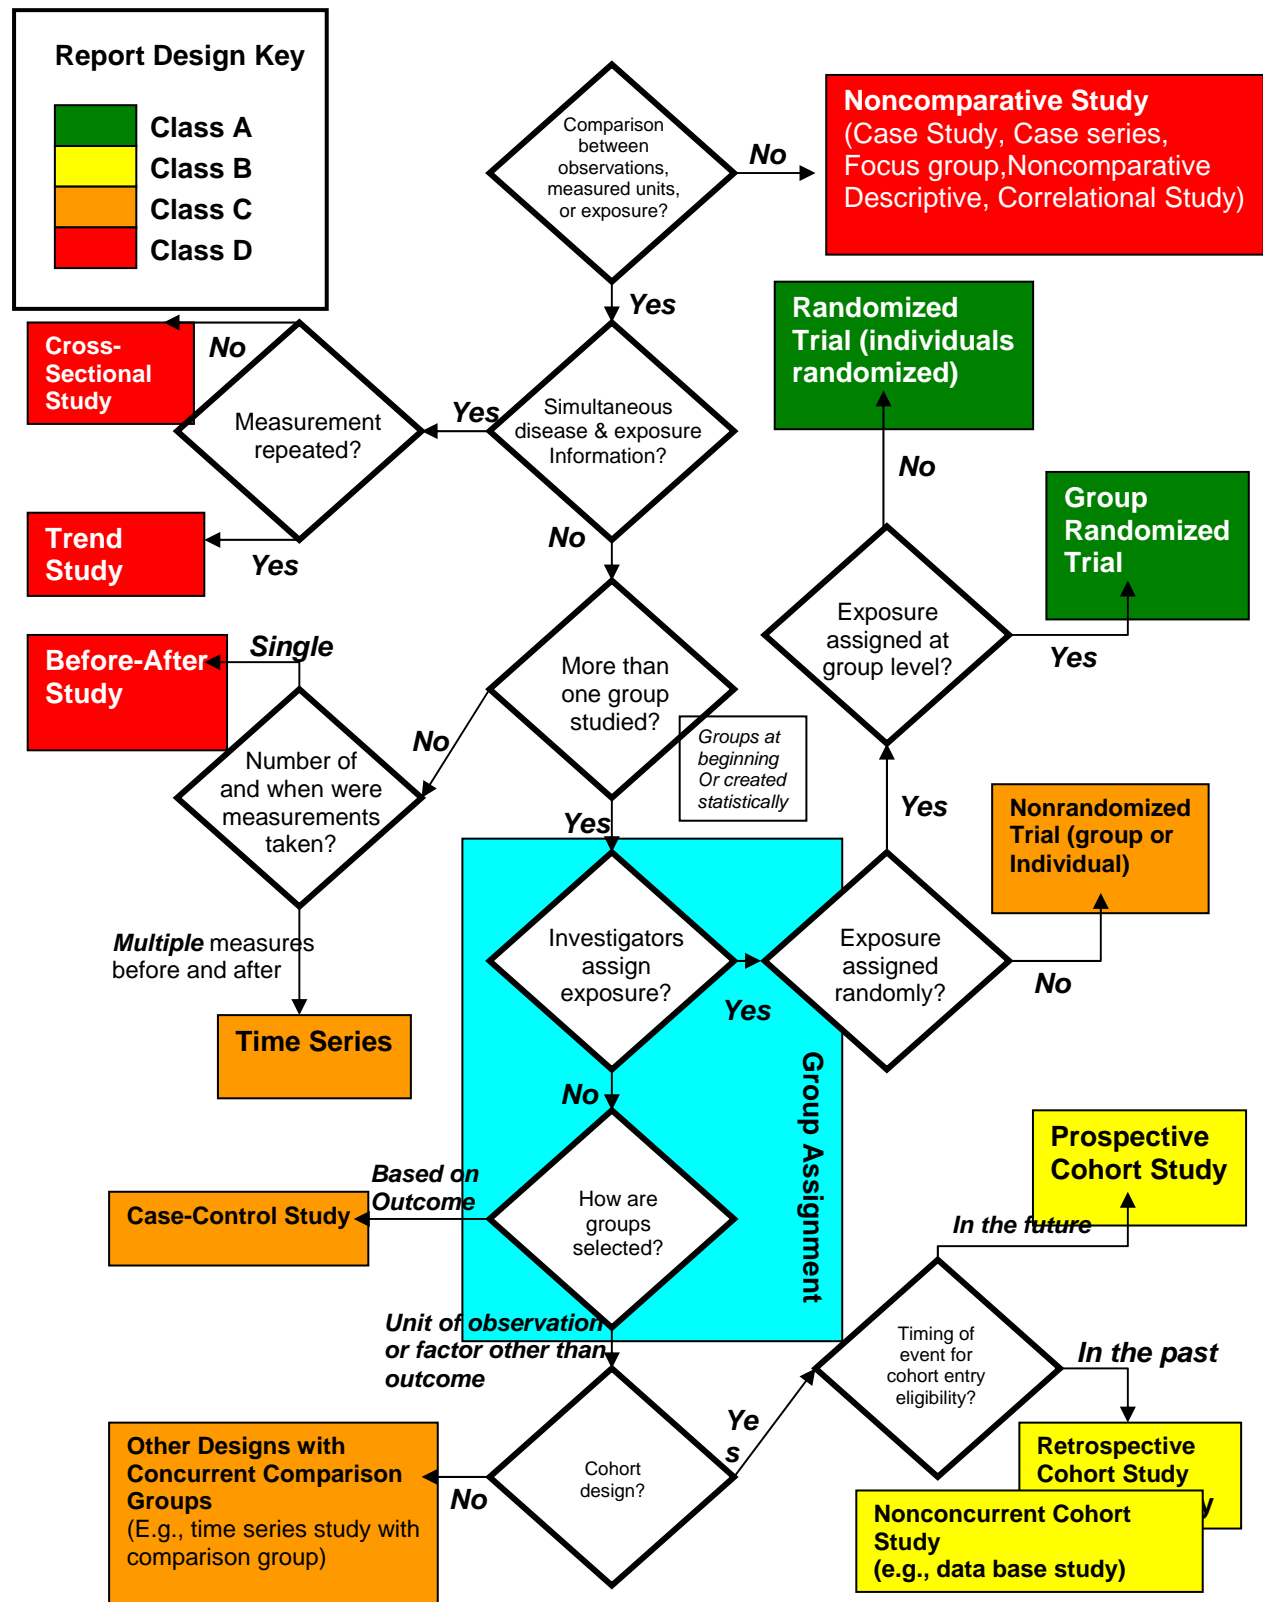 Report Design Key
Class A
Class B
Class C
Class D
Comparison
between
observations,
measured units,
or exposure?
No
Noncomparative Study
(Case Study, Case series,
Focus group,Noncomparative
Descriptive, Correlational Study)
Yes
Simultaneous
disease & exposure
Information?
Yes
Measurement
repeated?
No
Cross-
Sectional
Study
Yes
Trend
Study
No
More than
one group
studied?
Groups at
beginning
Or created
statistically
No
Number of
and when were
measurements
taken?
Single
Before-After
Study
Multiple measures
before and after
Time Series
Yes
Group Assignment
Investigators
assign
exposure?
Yes
Exposure
assigned
randomly?
No
Nonrandomized
Trial (group or
Individual)
Yes
Exposure
assigned at
group level?
No
Randomized
Trial (individuals
randomized)
Yes
Group
Randomized
Trial
No
How are
groups
selected?
Based on
Outcome
Case-Control Study
Unit of observation
or factor other than
outcome
Cohort
design?
No
Other Designs with
Concurrent Comparison
Groups
(E.g., time series study with
comparison group)
Ye
s
Timing of
event for
cohort entry
eligibility?
In the future
Prospective
Cohort Study
In the past
Retrospective
Cohort Study
Nonconcurrent Cohort
Study
(e.g., data base study)